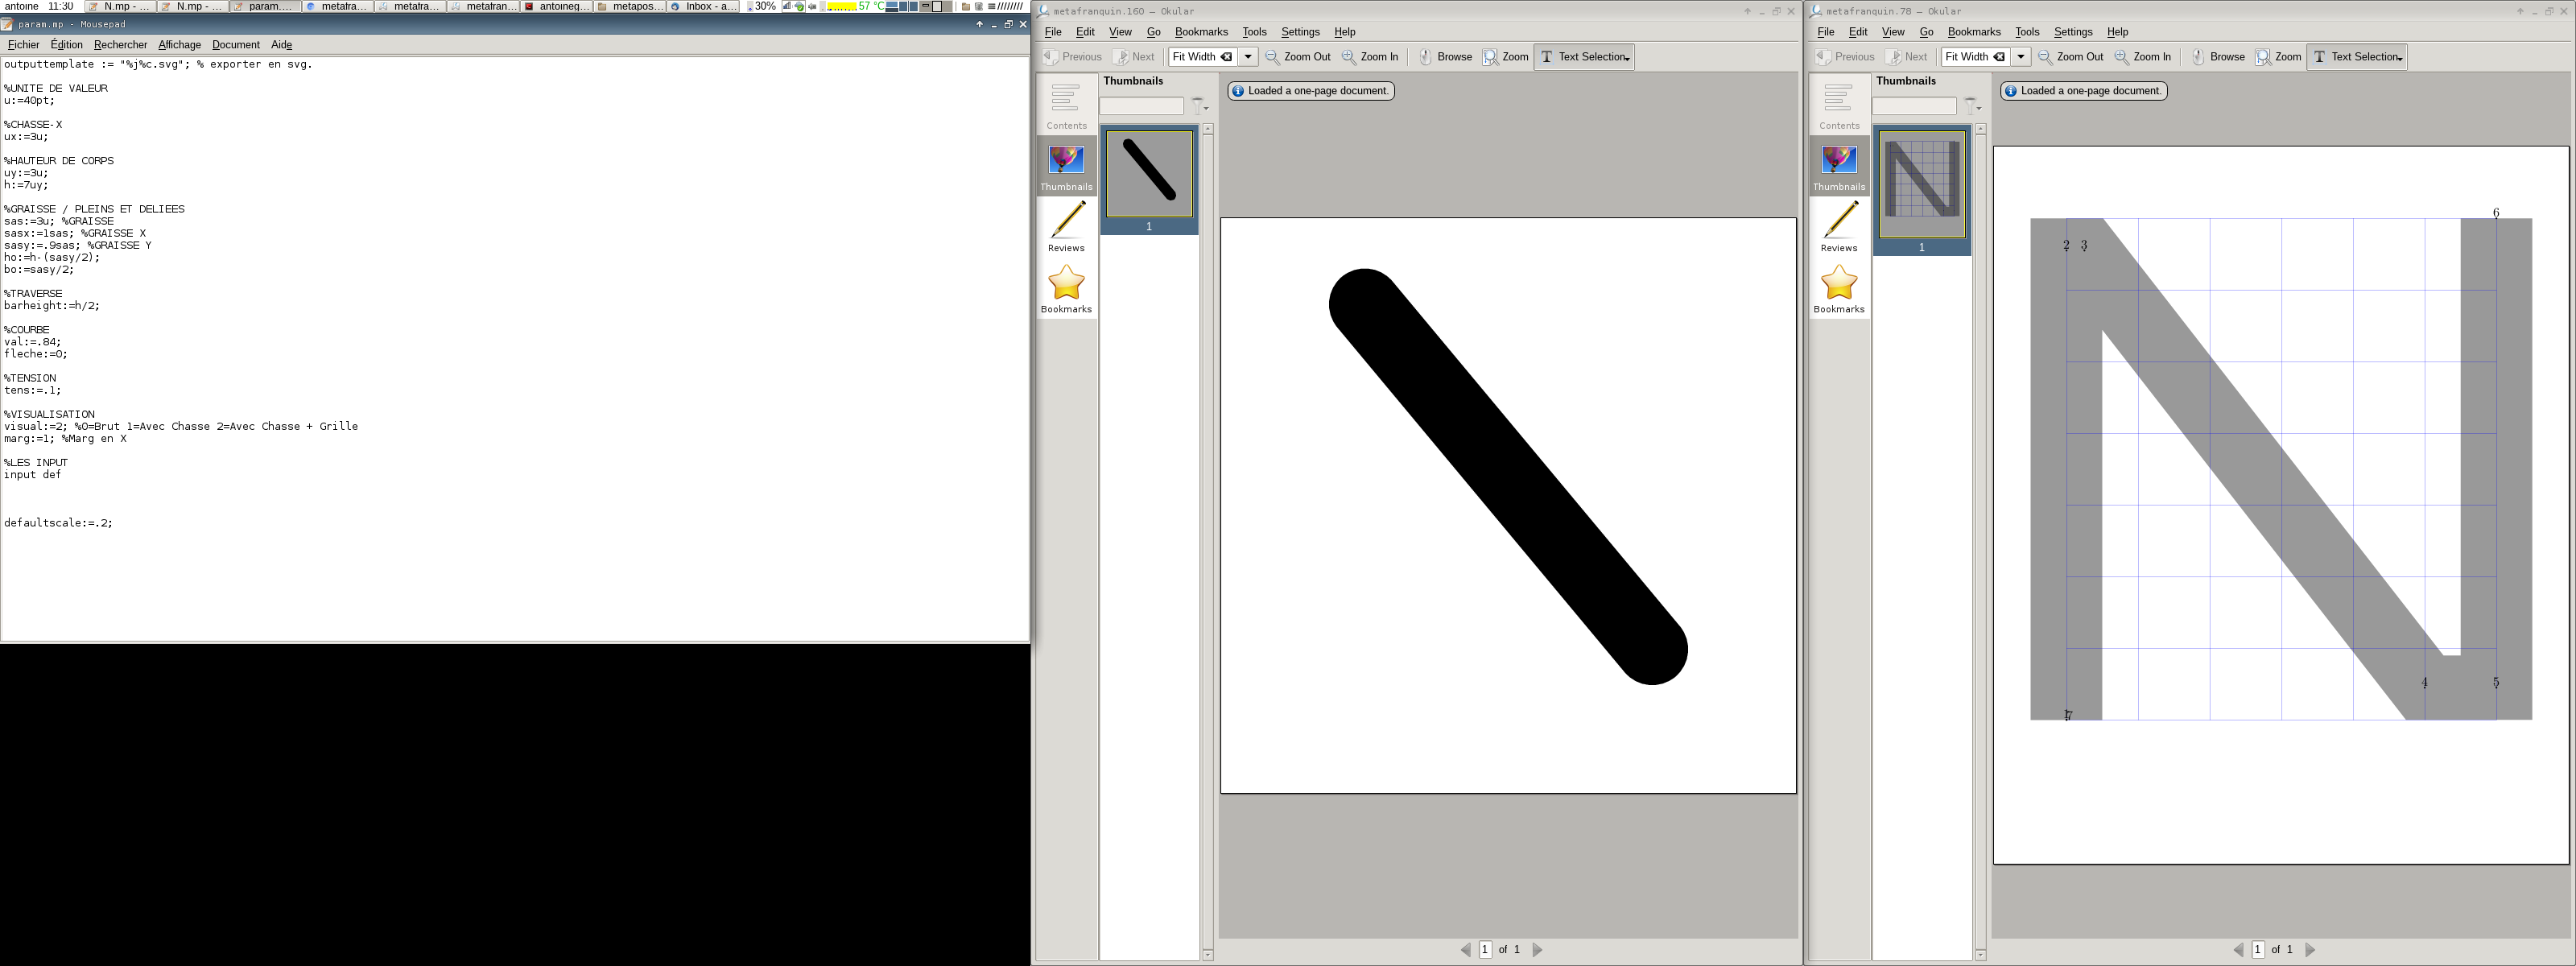 antoine 11:30 N.mp - ... N.mp - ... param.... metafra... metafra... metafran... antoineg... metapos... Inbox - a... 30% 57 °C
param.mp - Mousepad
Fichier Édition Rechercher Affichage Document Aide
outputtemplate := "%j%c.svg"; % exporter en svg.
%UNITE DE VALEUR
u:=40pt;
%CHASSE-X
ux:=3u;
%HAUTEUR DE CORPS
uy:=3u;
h:=7uy;
%GRAISSE / PLEINS ET DELIEES
sas:=3u; %GRAISSE
sasx:=1sas; %GRAISSE X
sasy:=.9sas; %GRAISSE Y
ho:=h-(sasy/2);
bo:=sasy/2;
%TRAVERSE
barheight:=h/2;
%COURBE
val:=.84;
fleche:=0;
%TENSION
tens:=.1;
%VISUALISATION
visual:=2; %0=Brut 1=Avec Chasse 2=Avec Chasse + Grille
marg:=1; %Marg en X
%LES INPUT
input def
defaultscale:=.2;
metafranquin.160 – Okular
File Edit View Go Bookmarks Tools Settings Help
Previous Next Fit Width Zoom Out Zoom In Browse Zoom Text Selection
Thumbnails
Loaded a one-page document.
Contents
Thumbnails
Reviews
Bookmarks
1
1 of 1
metafranquin.78 – Okular
File Edit View Go Bookmarks Tools Settings Help
Previous Next Fit Width Zoom Out Zoom In Browse Zoom Text Selection
Thumbnails
Loaded a one-page document.
Contents
Thumbnails
Reviews
Bookmarks
1
6
2 3
4 5
7
1 of 1